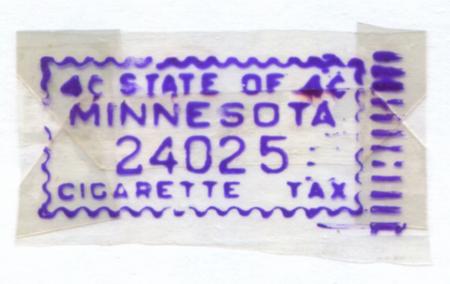 4¢ STATE OF 4¢
MINNESOTA
24025
CIGARETTE TAX